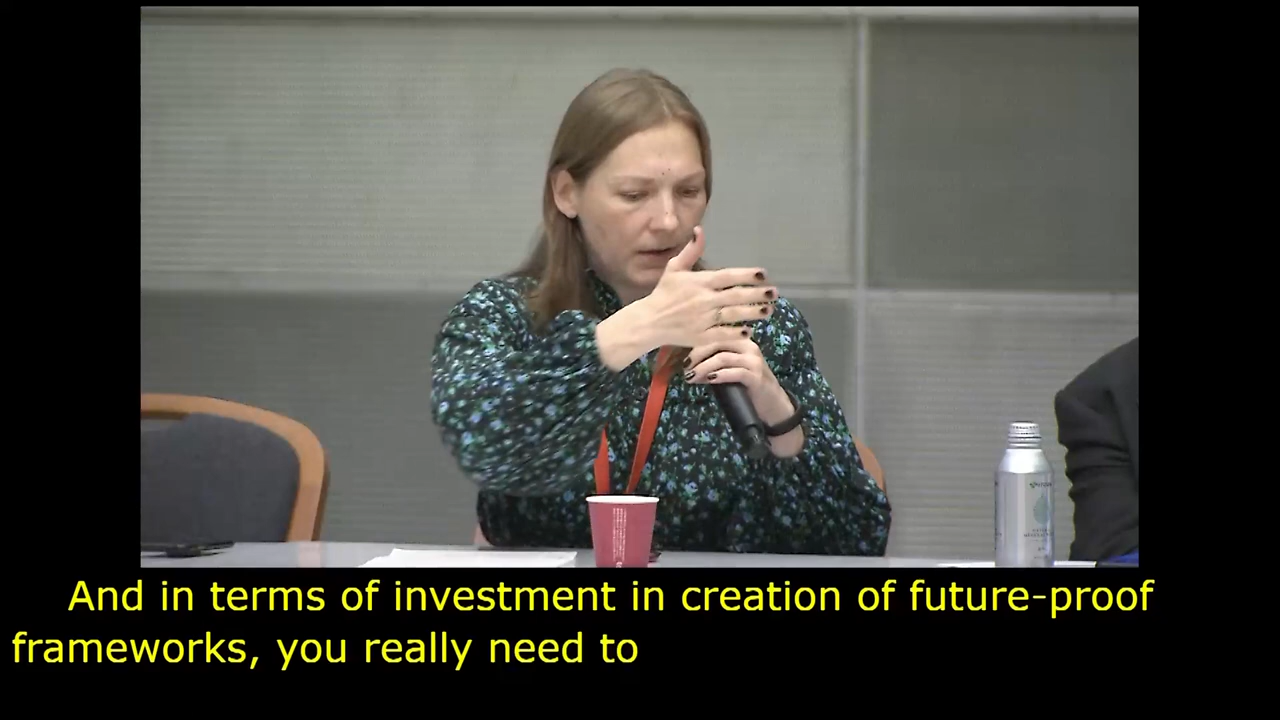 And in terms of investment in creation of future-proof
frameworks, you really need to